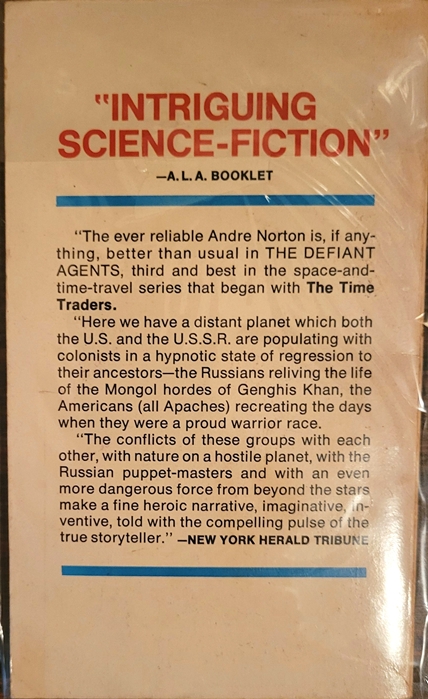 "INTRIGUING
SCIENCE-FICTION"
—A.L.A. BOOKLET
"The ever reliable Andre Norton is, if any-
thing, better than usual in THE DEFIANT
AGENTS, third and best in the space-and-
time-travel series that began with The Time
Traders.
"Here we have a distant planet which both
the U.S. and the U.S.S.R. are populating with
colonists in a hypnotic state of regression to
their ancestors—the Russians reliving the life
of the Mongol hordes of Genghis Khan, the
Americans (all Apaches) recreating the days
when they were a proud warrior race.
"The conflicts of these groups with each
other, with nature on a hostile planet, with the
Russian puppet-masters and with an even
more dangerous force from beyond the stars
make a fine heroic narrative, imaginative, in-
ventive, told with the compelling pulse of the
true storyteller." —NEW YORK HERALD TRIBUNE